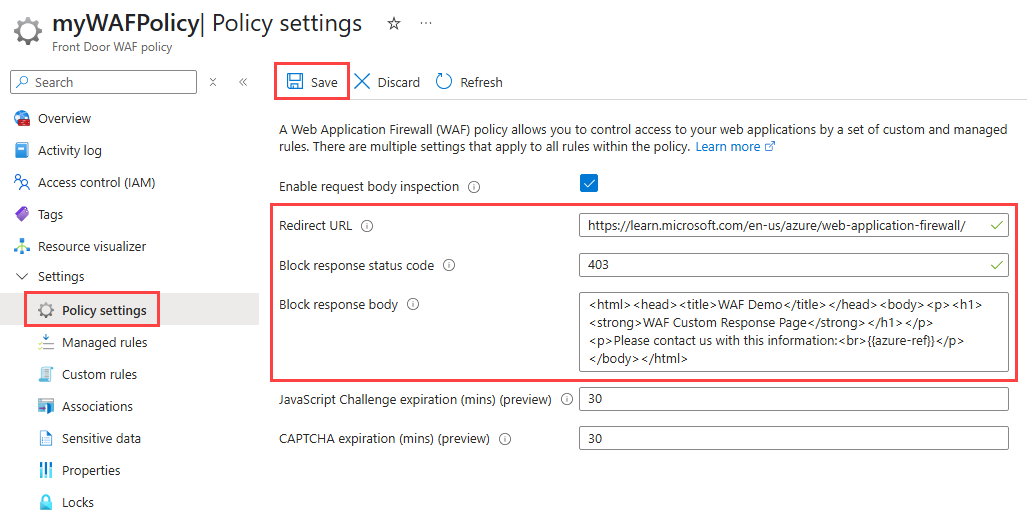 myWAFPolicy| Policy settings
Front Door WAF policy
Search
Save
Discard
Refresh
Overview
Activity log
Access control (IAM)
Tags
Resource visualizer
Settings
Policy settings
Managed rules
Custom rules
Associations
Sensitive data
Properties
Locks
A Web Application Firewall (WAF) policy allows you to control access to your web applications by a set of custom and managed
rules. There are multiple settings that apply to all rules within the policy. Learn more
Enable request body inspection
Redirect URL
https://learn.microsoft.com/en-us/azure/web-application-firewall/
Block response status code
403
Block response body
<html><head><title>WAF Demo</title></head><body><p><h1>
<strong>WAF Custom Response Page</strong></h1></p>
<p>Please contact us with this information:<br>{{azure-ref}}</p>
</body></html>
JavaScript Challenge expiration (mins) (preview)
30
CAPTCHA expiration (mins) (preview)
30